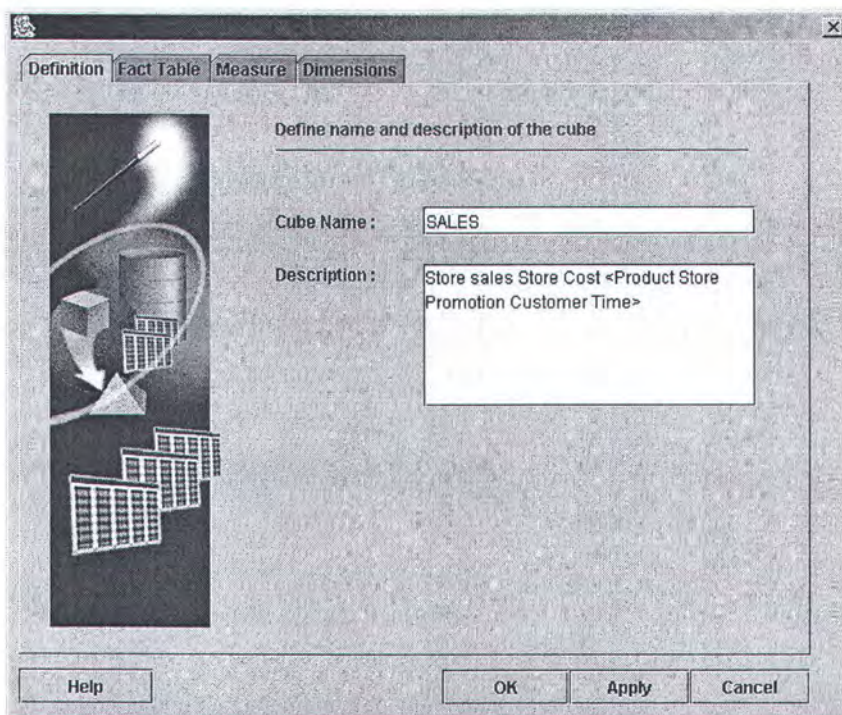 Definition Fact Table Measure Dimensions
Define name and description of the cube
Cube Name : SALES
Description : Store sales Store Cost <Product Store
Promotion Customer Time>
Help OK Apply Cancel